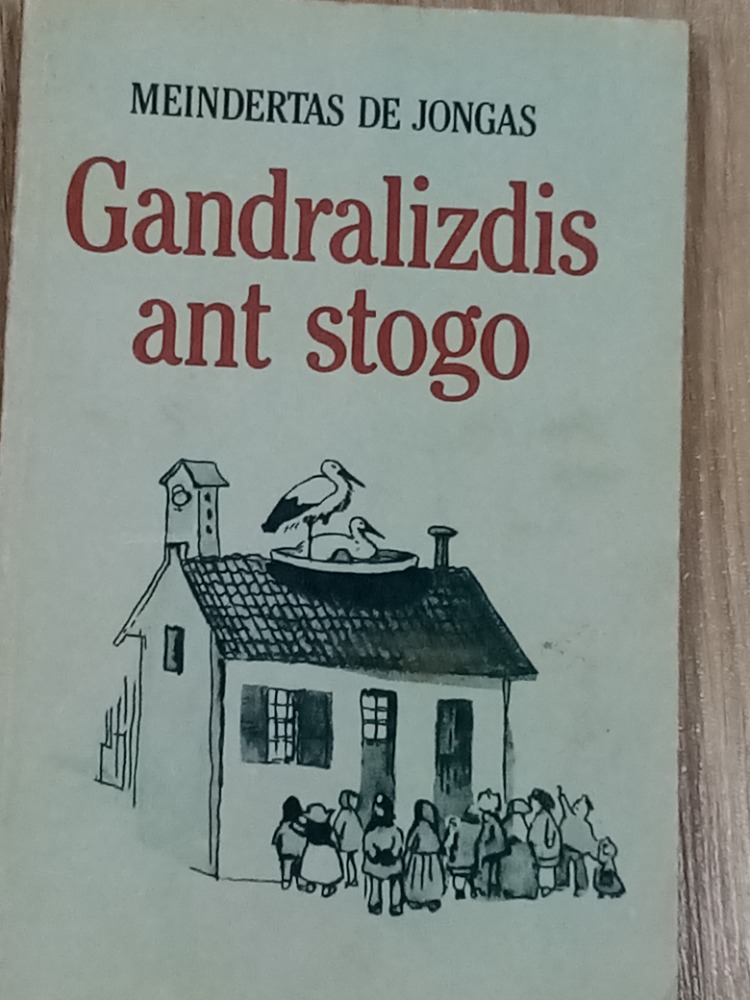 MEINDERTAS DE JONGAS
Gandralizdis
ant stogo